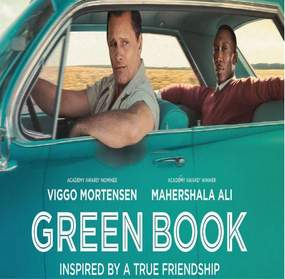 ACADEMY AWARD® NOMINEE ACADEMY AWARD® WINNER
VIGGO MORTENSEN MAHERSHALA ALI
GREEN BOOK
INSPIRED BY A TRUE FRIENDSHIP